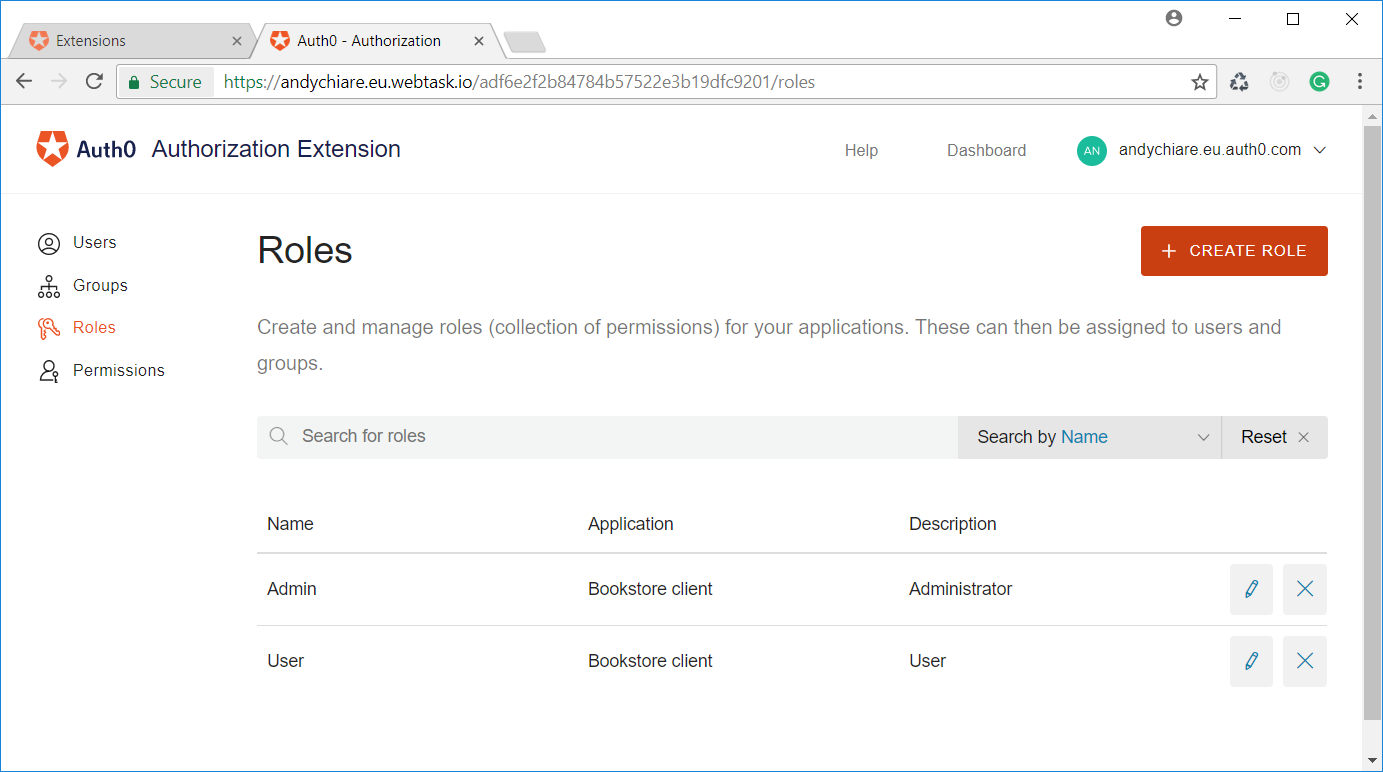 Extensions
Auth0 - Authorization
Secure
https://andychiare.eu.webtask.io/adf6e2f2b84784b57522e3b19dfc9201/roles
Auth0 Authorization Extension
Help
Dashboard
AN
andychiare.eu.auth0.com
Users
Groups
Roles
Permissions
Roles
+ CREATE ROLE
Create and manage roles (collection of permissions) for your applications. These can then be assigned to users and
groups.
Search for roles
Search by Name
Reset
Name Application Description
Admin Bookstore client Administrator
User Bookstore client User